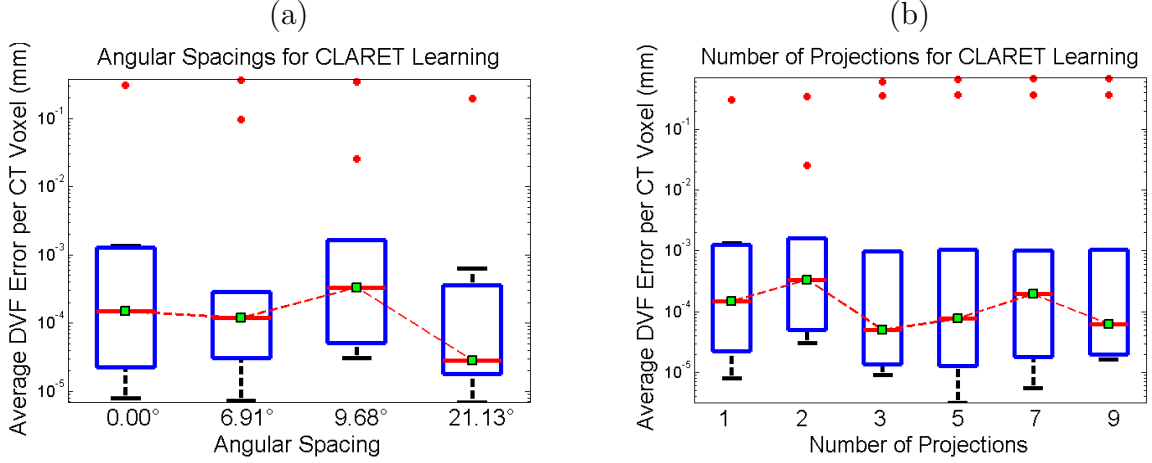 (a)
Angular Spacings for CLARET Learning
Average DVF Error per CT Voxel (mm)
10⁻¹
10⁻²
10⁻³
10⁻⁴
10⁻⁵
0.00° 6.91° 9.68° 21.13°
Angular Spacing
(b)
Number of Projections for CLARET Learning
Average DVF Error per CT Voxel (mm)
10⁻¹
10⁻²
10⁻³
10⁻⁴
10⁻⁵
1 2 3 5 7 9
Number of Projections